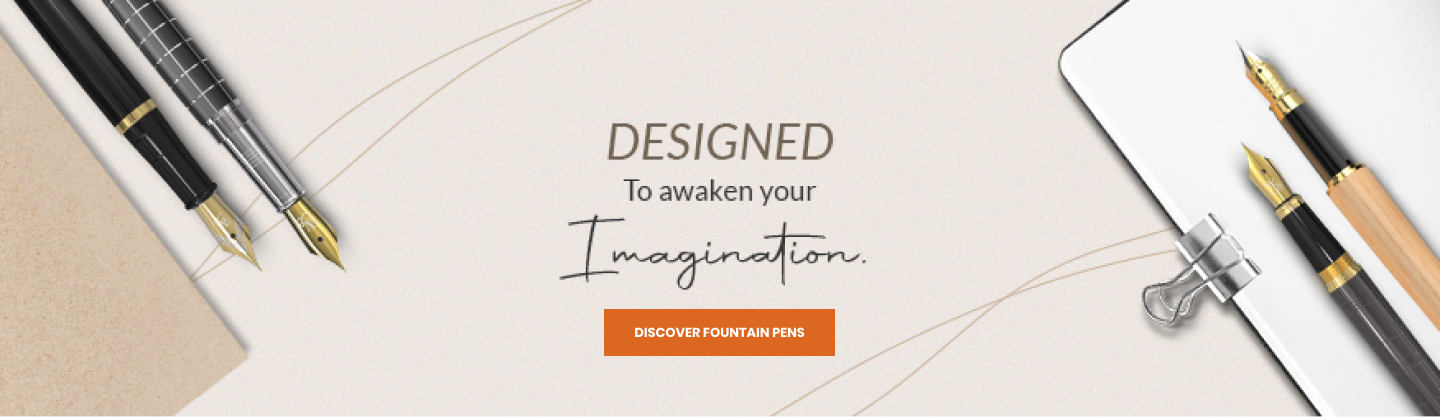 DESIGNED
To awaken your
Imagination.
DISCOVER FOUNTAIN PENS